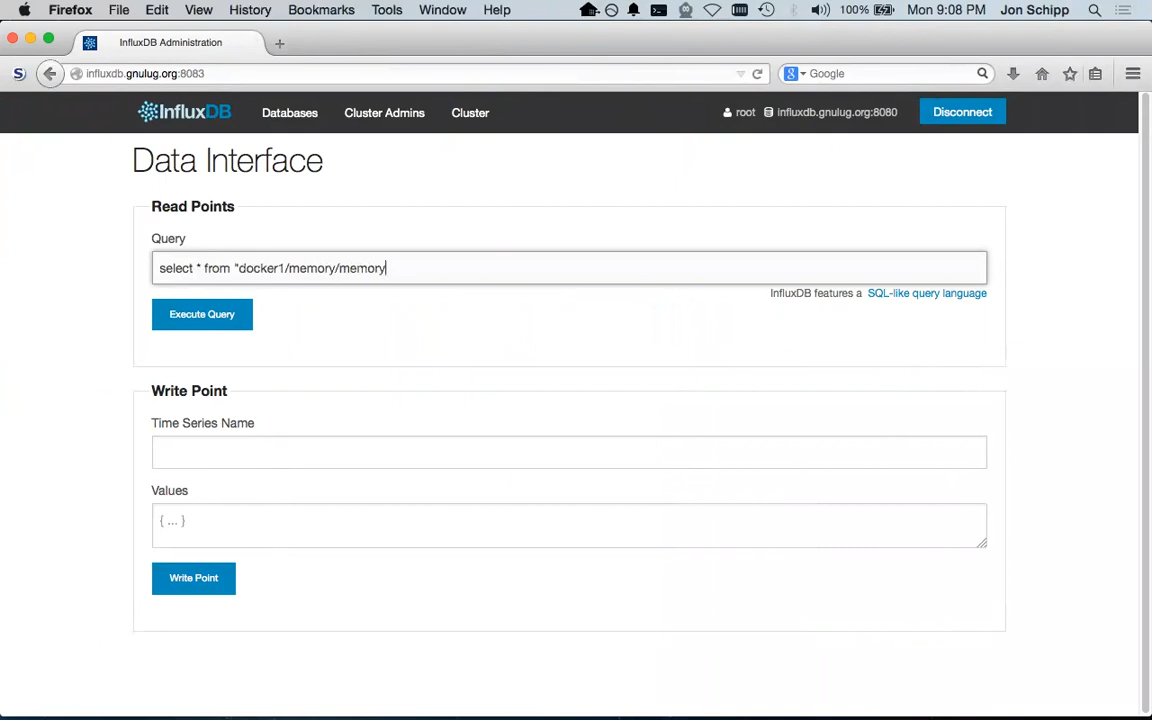 Firefox File Edit View History Bookmarks Tools Window Help 100% Mon 9:08 PM Jon Schipp
InfluxDB Administration
influxdb.gnulug.org:8083 Google
InfluxDB Databases Cluster Admins Cluster root influxdb.gnulug.org:8080 Disconnect
Data Interface
Read Points
Query
select * from "docker1/memory/memory
InfluxDB features a SQL-like query language
Execute Query
Write Point
Time Series Name
Values
{ ... }
Write Point